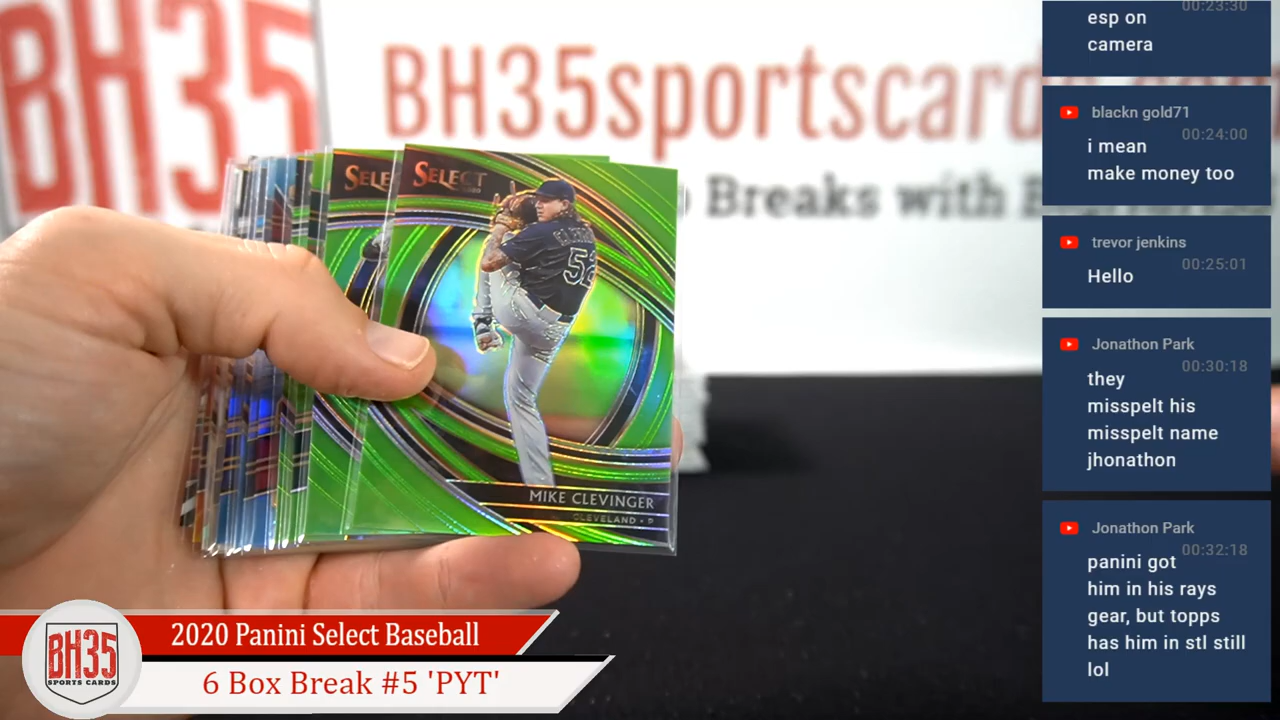 BH35
BH35sportscard
Breaks with
SELE
SELECT
52
MIKE CLEVINGER
CLEVELAND • P
2020 Panini Select Baseball
6 Box Break #5 'PYT'
BH35
SPORTS CARDS
00:23:30
esp on
camera
blackn gold71
00:24:00
i mean
make money too
trevor jenkins
00:25:01
Hello
Jonathon Park
00:30:18
they
misspelt his
misspelt name
jhonathon
Jonathon Park
00:32:18
panini got
him in his rays
gear, but topps
has him in stl still
lol